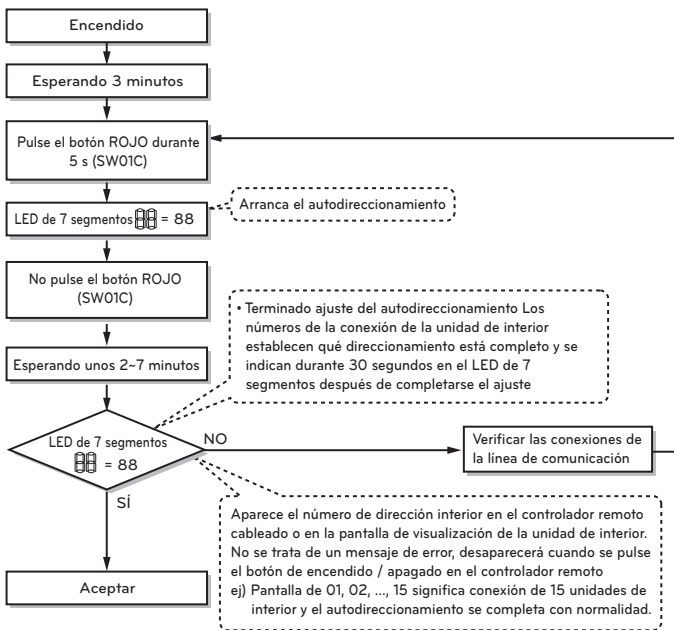 Encendido
Esperando 3 minutos
Pulse el botón ROJO durante
5 s (SW01C)
LED de 7 segmentos 88 = 88
Arranca el autodireccionamiento
No pulse el botón ROJO
(SW01C)
• Terminado ajuste del autodireccionamiento Los
números de la conexión de la unidad de interior
establecen qué direccionamiento está completo y se
indican durante 30 segundos en el LED de 7
segmentos después de completarse el ajuste
Esperando unos 2~7 minutos
LED de 7 segmentos
88 = 88
NO
SÍ
Verificar las conexiones de
la línea de comunicación
Aparece el número de dirección interior en el controlador remoto
cableado o en la pantalla de visualización de la unidad de interior.
No se trata de un mensaje de error, desaparecerá cuando se pulse
el botón de encendido / apagado en el controlador remoto
ej) Pantalla de 01, 02, ..., 15 significa conexión de 15 unidades de
interior y el autodireccionamiento se completa con normalidad.
Aceptar